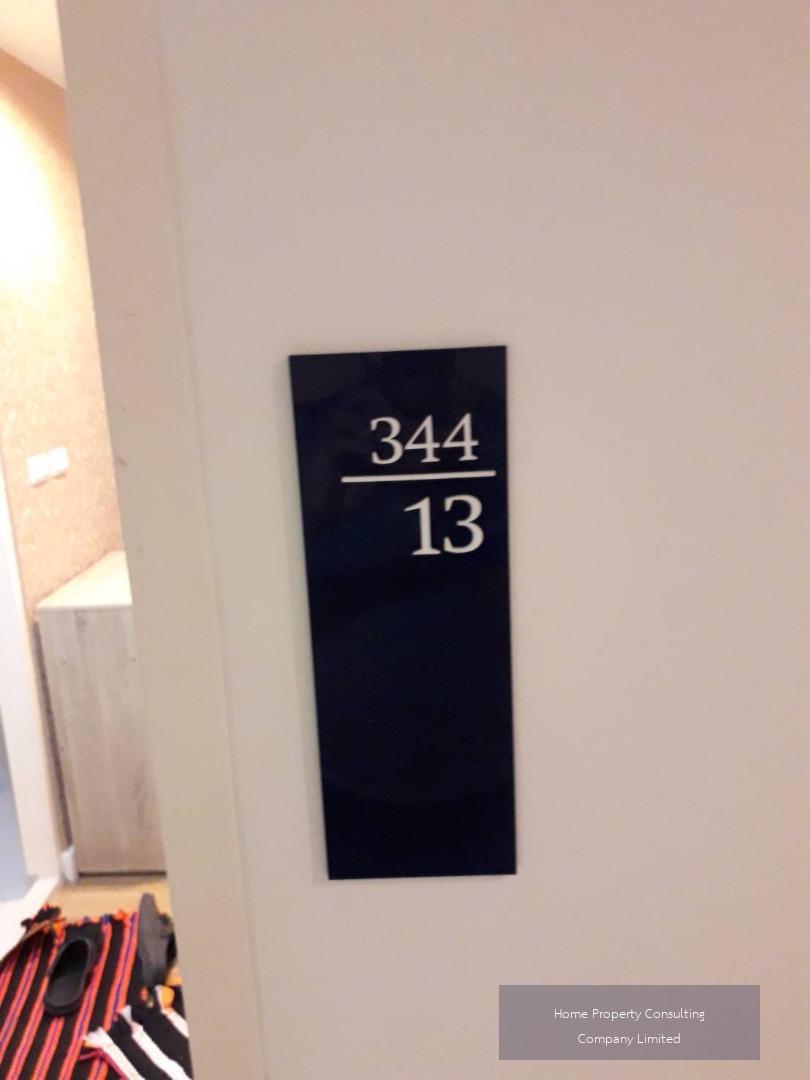 344
13
Home Property Consulting
Company Limited